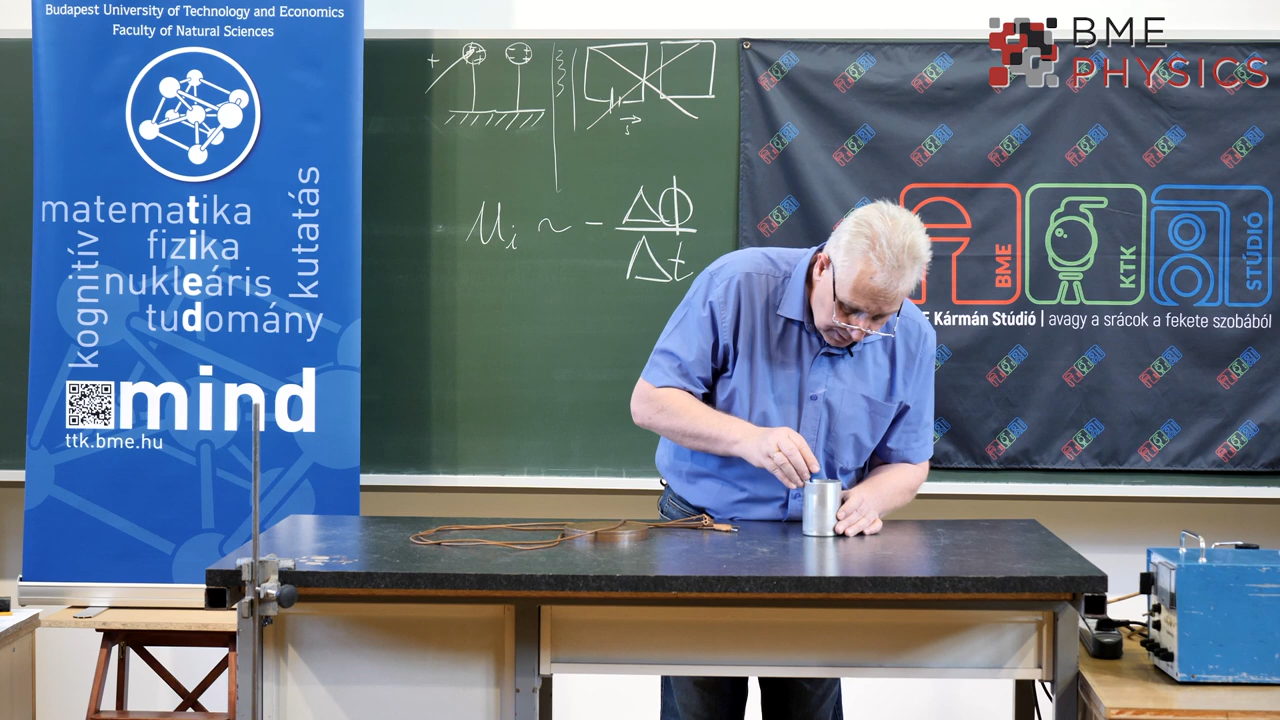 Budapest University of Technology and Economics
Faculty of Natural Sciences
matematika
fizika
nukleáris
tudomány
kognitív
kutatás
mind
ttk.bme.hu
+
s
U_i ~ - ΔΦ
Δt
BME
PHYSICS
BME
KTK
STÚDIÓ
Kármán Stúdió | avagy a srácok a fekete szobából